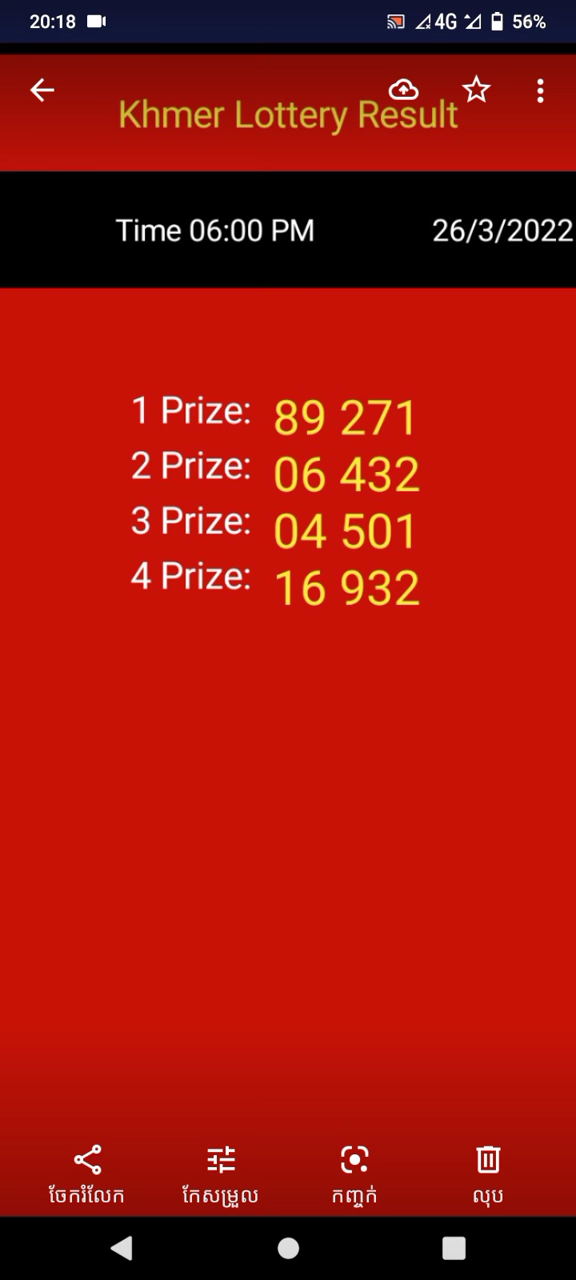 20:18 4G 56%
Khmer Lottery Result
Time 06:00 PM 26/3/2022
1 Prize: 89 271
2 Prize: 06 432
3 Prize: 04 501
4 Prize: 16 932
ចែករំលែក កែសម្រួល កញ្ចក់ លុប